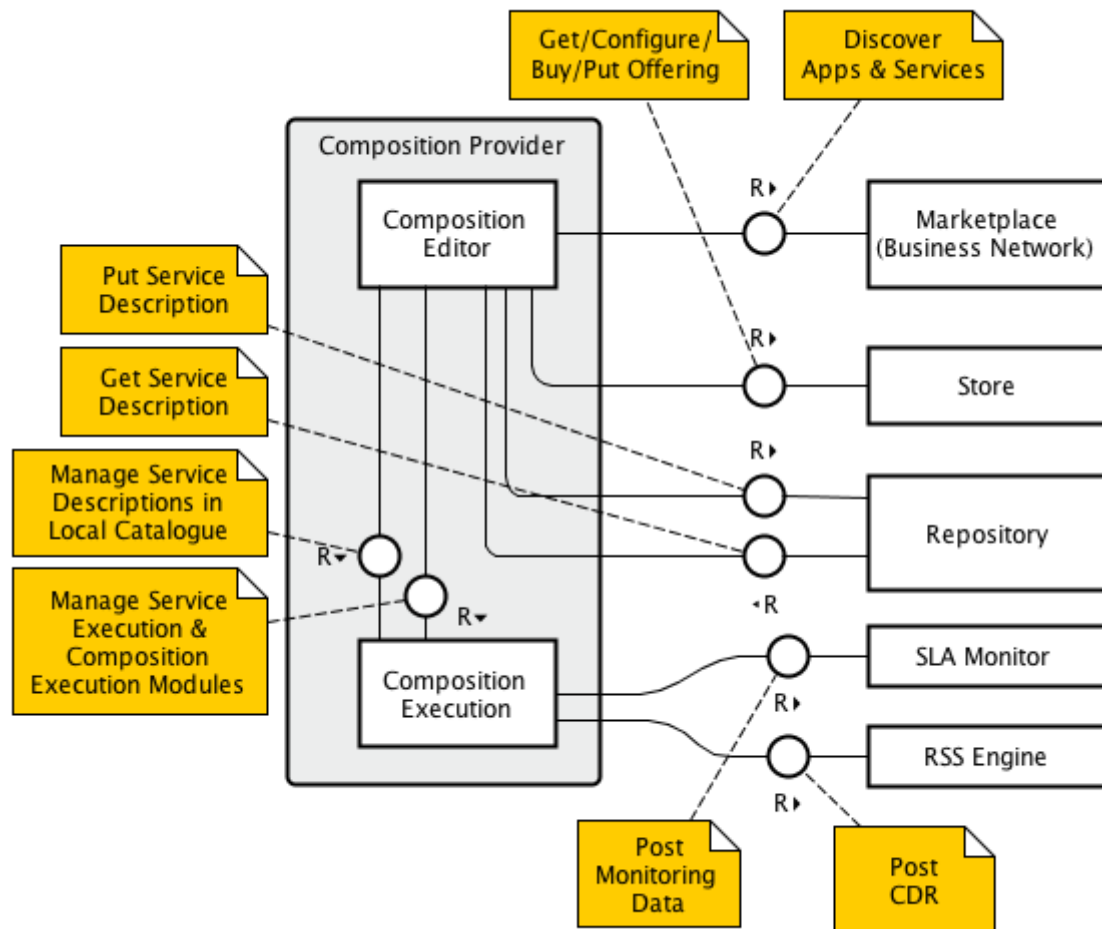 Get/Configure/
Buy/Put Offering
Discover
Apps & Services
Composition Provider
Composition
Editor
R▸
Marketplace
(Business Network)
Put Service
Description
R▸
Store
Get Service
Description
R▸
Manage Service
Descriptions in
Local Catalogue
Repository
R▾
◂R
Manage Service
Execution &
Composition
Execution Modules
R▾
Composition
Execution
SLA Monitor
R▸
RSS Engine
R▸
Post
Monitoring
Data
Post
CDR